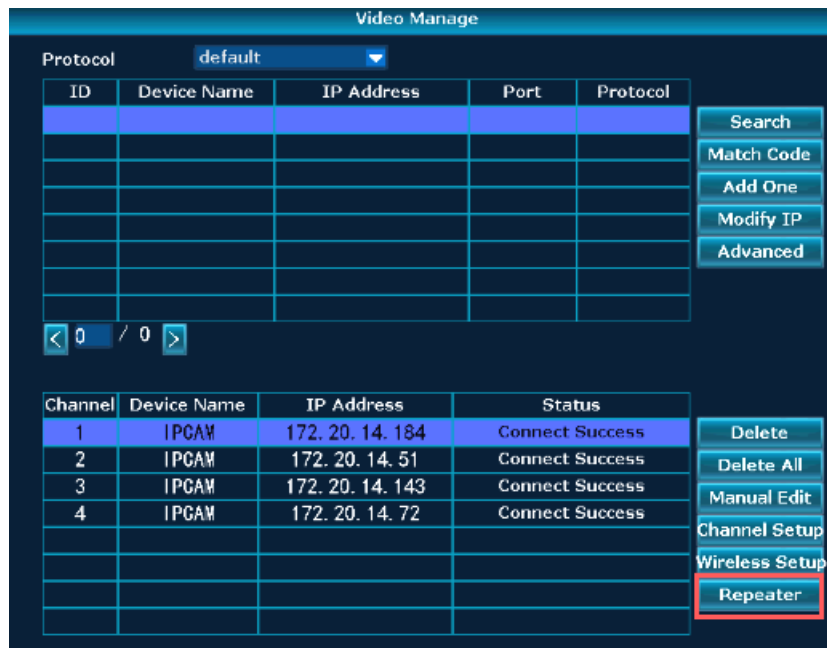 Video Manage
Protocol default
ID Device Name IP Address Port Protocol
Search
Match Code
Add One
Modify IP
Advanced
< 0 / 0 >
Channel Device Name IP Address Status
1 IPCAM 172. 20. 14. 184 Connect Success Delete
2 IPCAM 172. 20. 14. 51 Connect Success Delete All
3 IPCAM 172. 20. 14. 143 Connect Success Manual Edit
4 IPCAM 172. 20. 14. 72 Connect Success
Channel Setup
Wireless Setup
Repeater